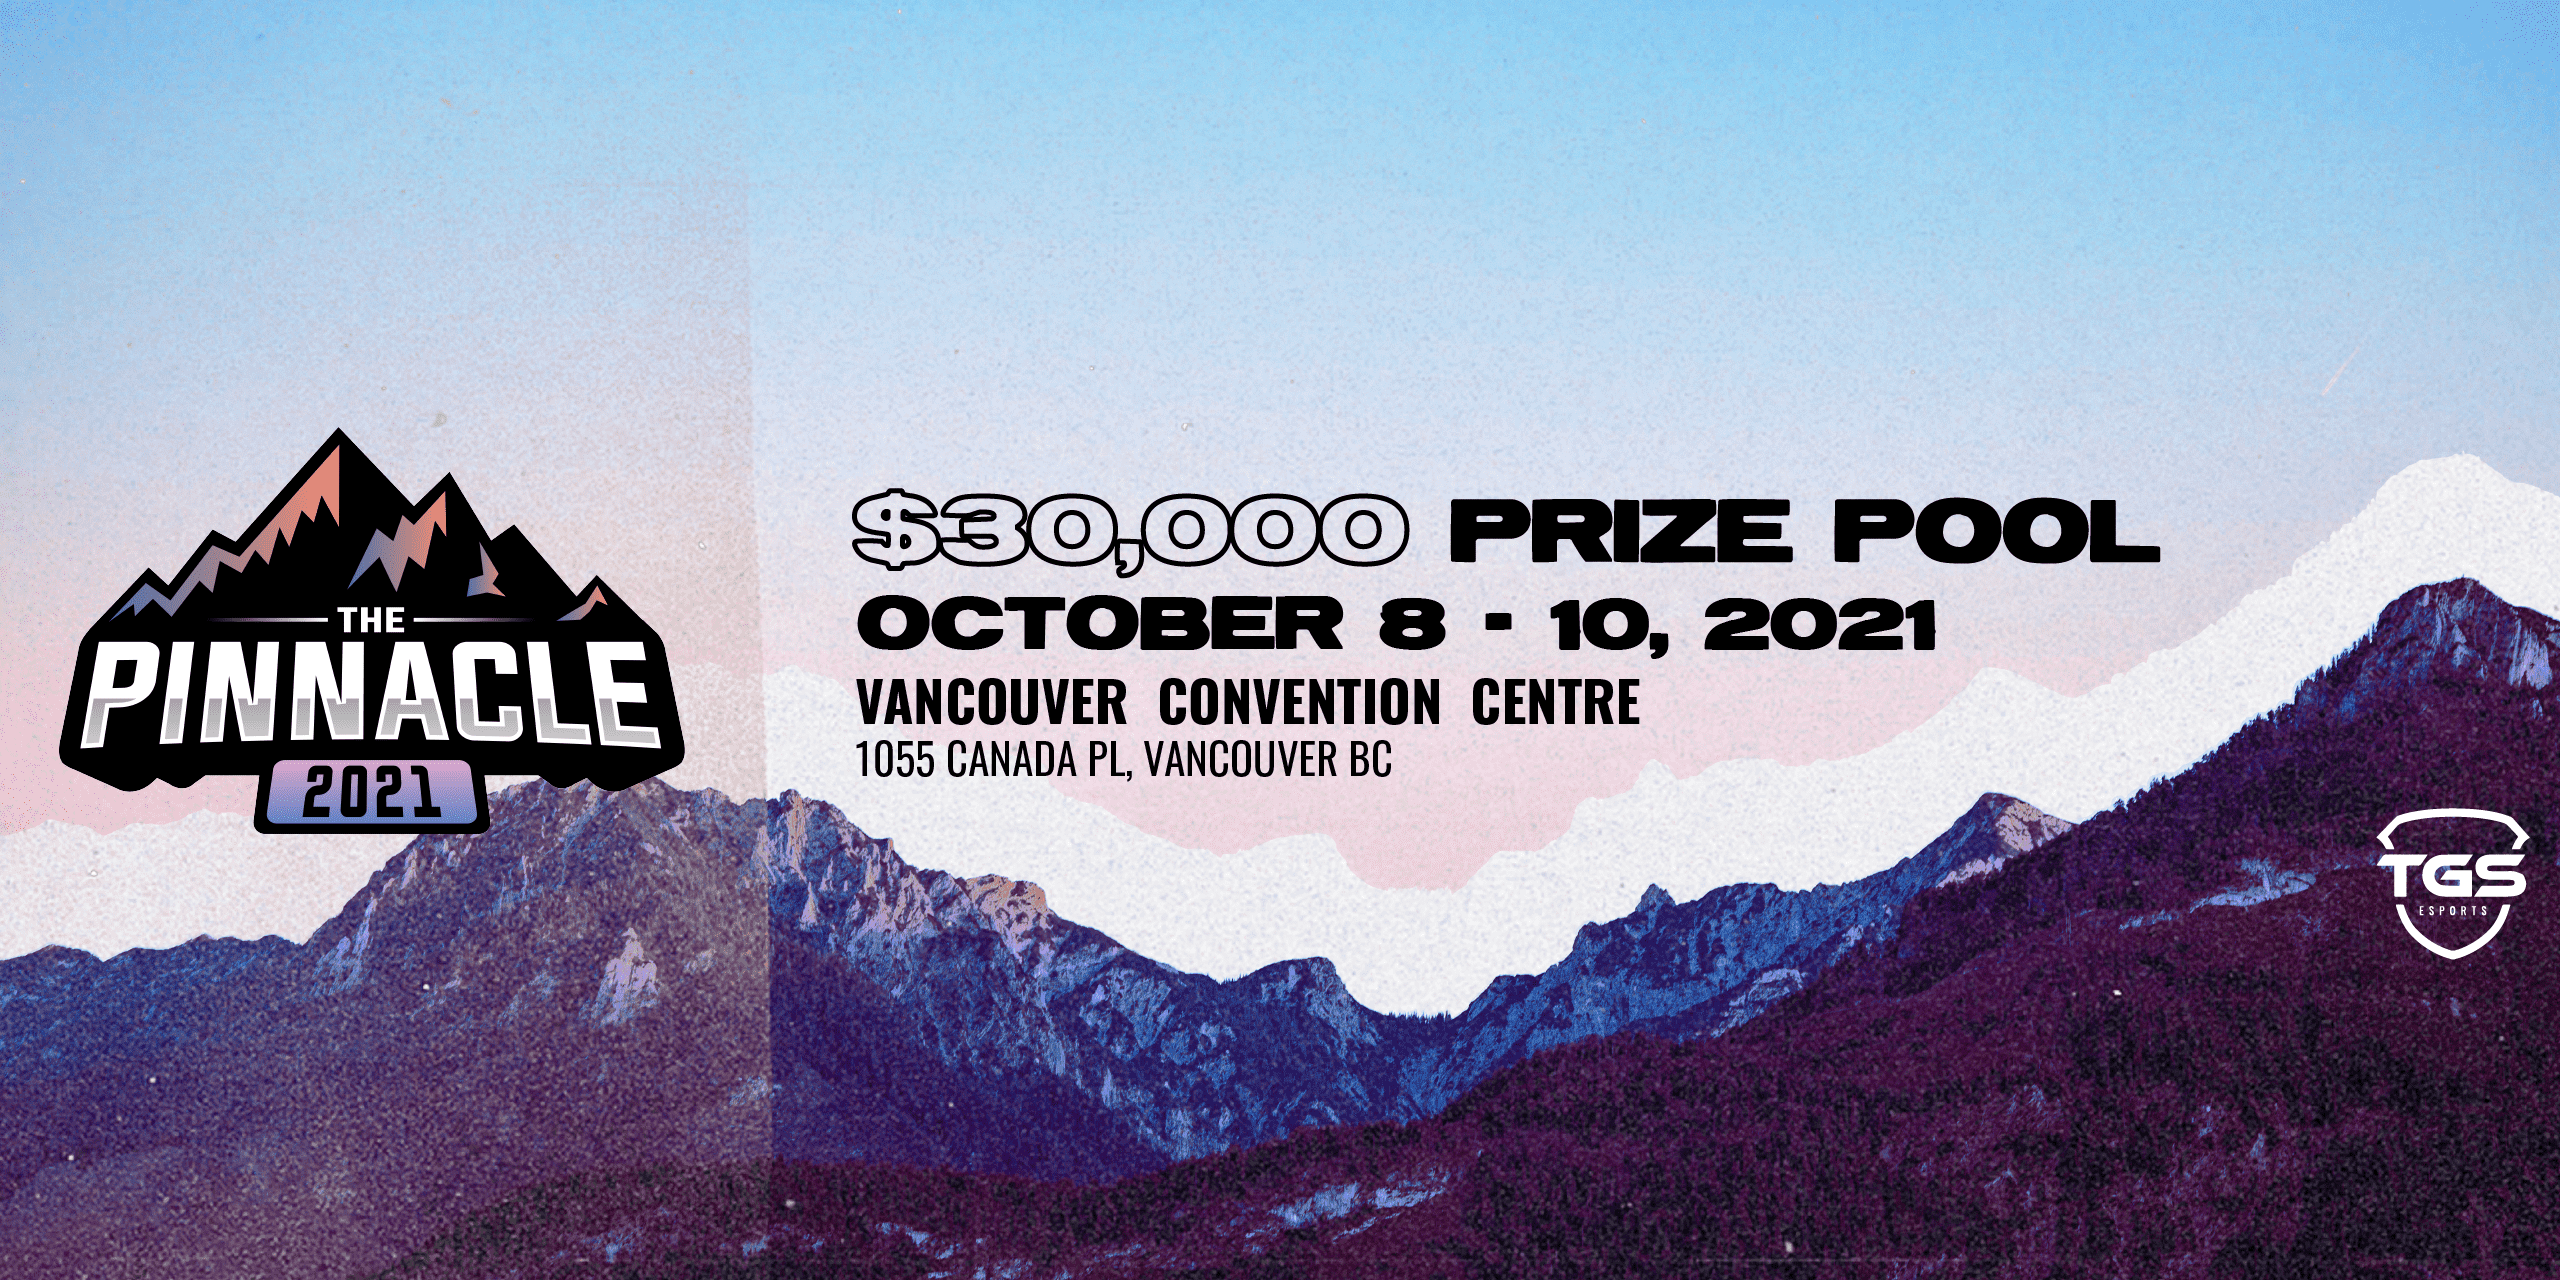 THE
PINNACLE
2021
$30,000 PRIZE POOL
OCTOBER 8 - 10, 2021
VANCOUVER CONVENTION CENTRE
1055 CANADA PL, VANCOUVER BC
TGS
ESPORTS